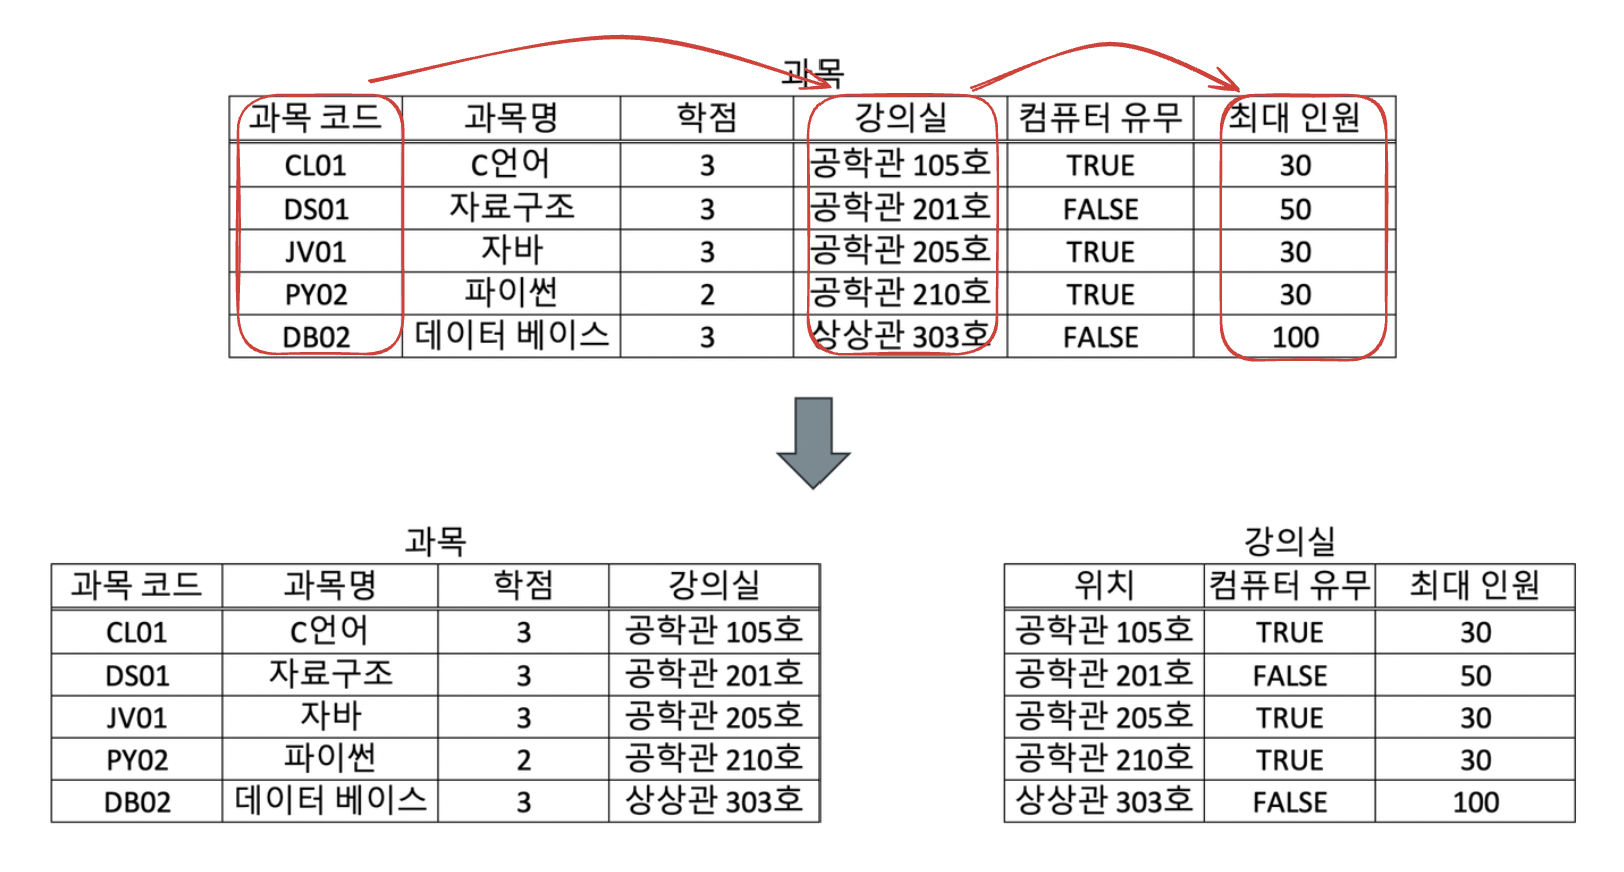 과목
과목 코드 과목명 학점 강의실 컴퓨터 유무 최대 인원
CL01 C언어 3 공학관 105호 TRUE 30
DS01 자료구조 3 공학관 201호 FALSE 50
JV01 자바 3 공학관 205호 TRUE 30
PY02 파이썬 2 공학관 210호 TRUE 30
DB02 데이터 베이스 3 상상관 303호 FALSE 100
과목
과목 코드 과목명 학점 강의실
CL01 C언어 3 공학관 105호
DS01 자료구조 3 공학관 201호
JV01 자바 3 공학관 205호
PY02 파이썬 2 공학관 210호
DB02 데이터 베이스 3 상상관 303호
강의실
위치 컴퓨터 유무 최대 인원
공학관 105호 TRUE 30
공학관 201호 FALSE 50
공학관 205호 TRUE 30
공학관 210호 TRUE 30
상상관 303호 FALSE 100